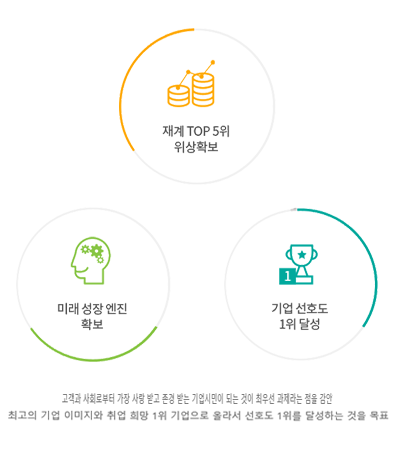 재계 TOP 5위
위상확보
미래 성장 엔진
확보
1
기업 선호도
1위 달성
고객과 사회로부터 가장 사랑 받고 존경 받는 기업시민이 되는 것이 최우선 과제라는 점을 감안
최고의 기업 이미지와 취업 희망 1위 기업으로 올라서 선호도 1위를 달성하는 것을 목표